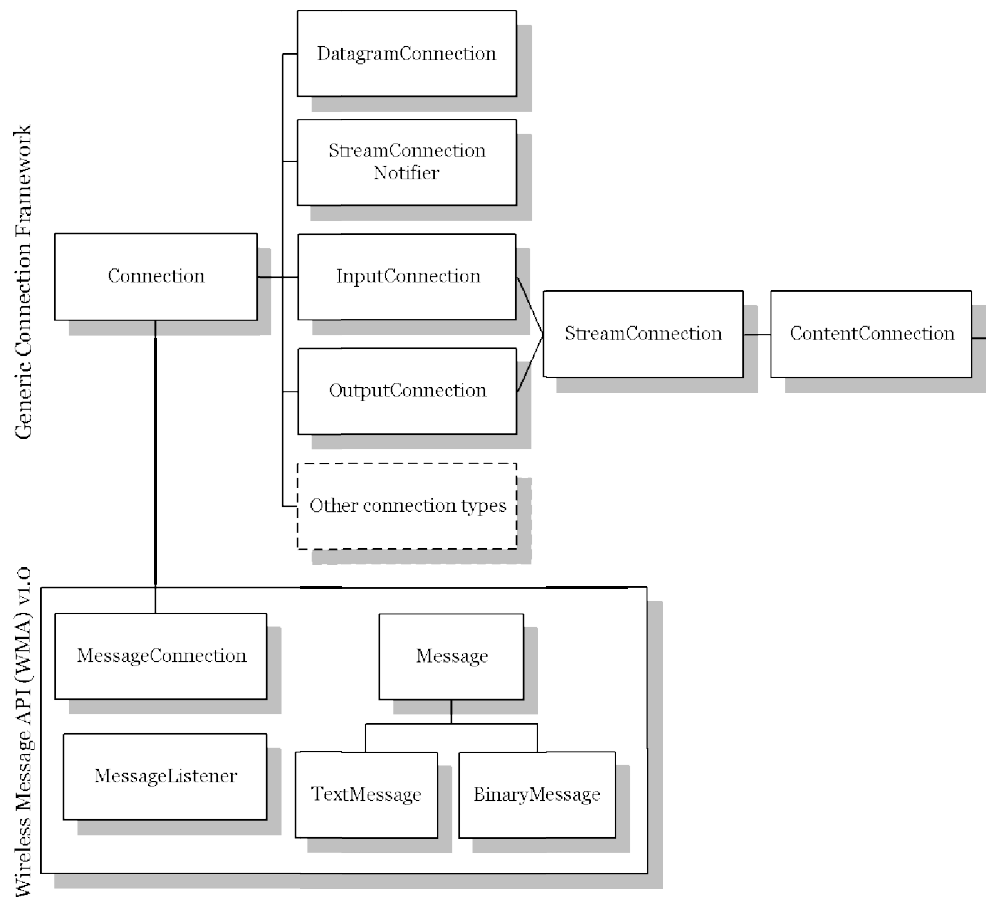 Generic Connection Framework
DatagramConnection
StreamConnection
Notifier
Connection
InputConnection
StreamConnection
ContentConnection
OutputConnection
Other connection types
Wireless Message API (WMA) v1.0
MessageConnection
Message
MessageListener
TextMessage
BinaryMessage